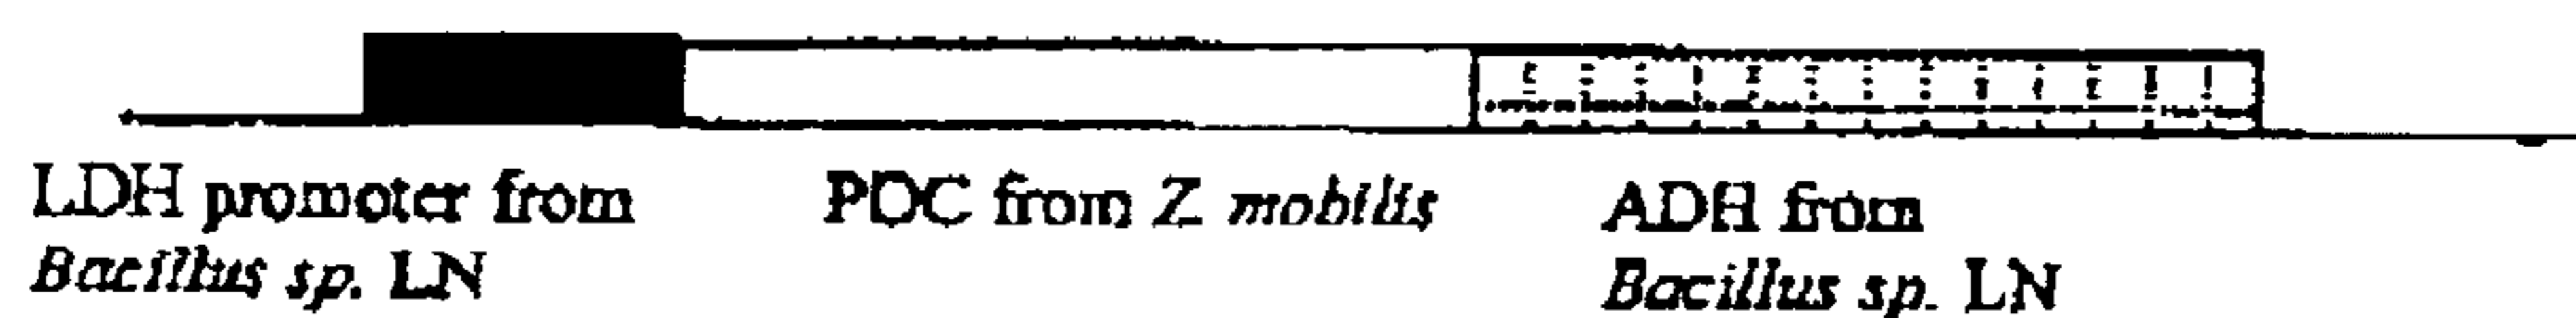 LDH promoter from
Bacillus sp. LN
PDC from Z mobilis
ADH from
Bacillus sp. LN